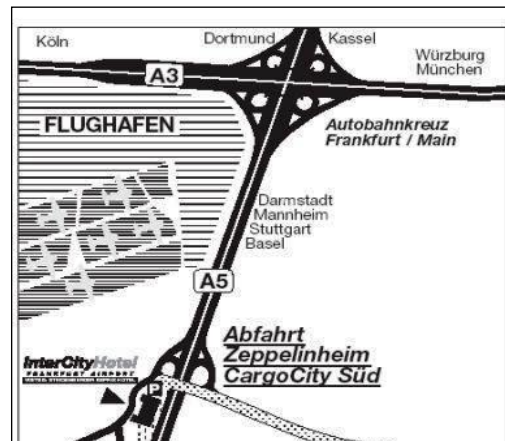 Köln
Dortmund
Kassel
Würzburg
München
A3
FLUGHAFEN
Autobahnkreuz
Frankfurt / Main
Darmstadt
Mannheim
Stuttgart
Basel
A5
Abfahrt
Zeppelinheim
CargoCity Süd
InterCityHotel
FRANKFURT AIRPORT
P